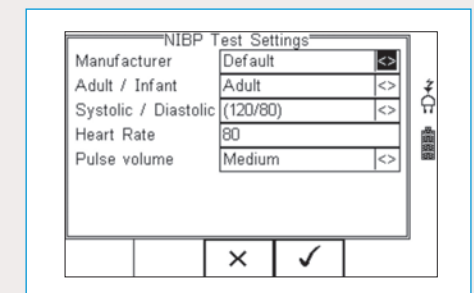 NIBP Test Settings
Manufacturer Default <>
Adult / Infant Adult <>
Systolic / Diastolic (120/80) <>
Heart Rate 80
Pulse volume Medium <>